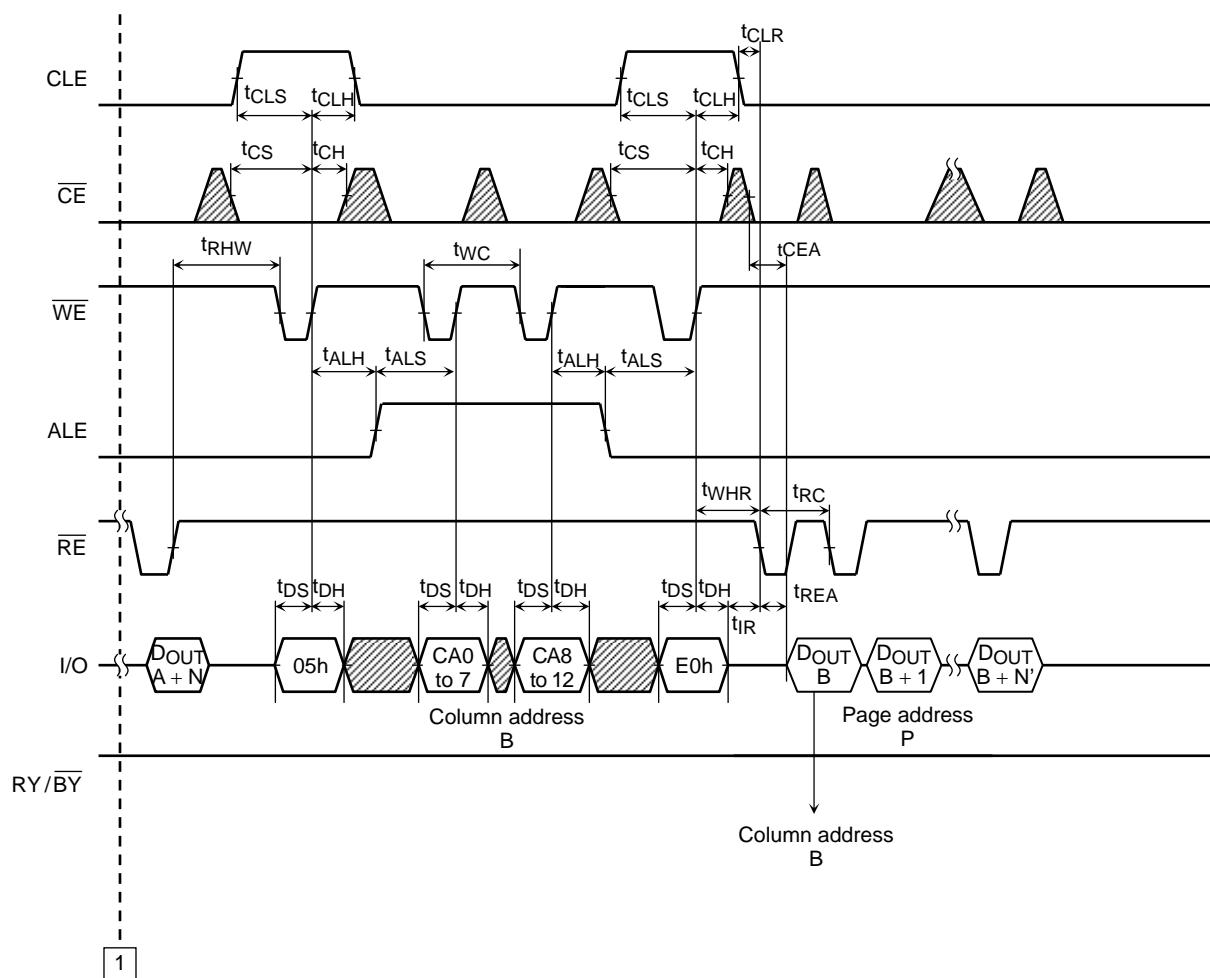 tCLR
CLE
tCLS tCLH tCLS tCLH
tCS tCH tCS tCH
CE
tRHW tWC tCEA
WE
tALH tALS tALH tALS
ALE
tWHR tRC
RE
tDS tDH tDS tDH tDS tDH tDS tDH tREA
tIR
I/O
DOUT
A + N
05h
CA0
to 7
CA8
to 12
E0h
DOUT
B
DOUT
B + 1
DOUT
B + N'
Column address
B
Page address
P
RY/BY
Column address
B
1